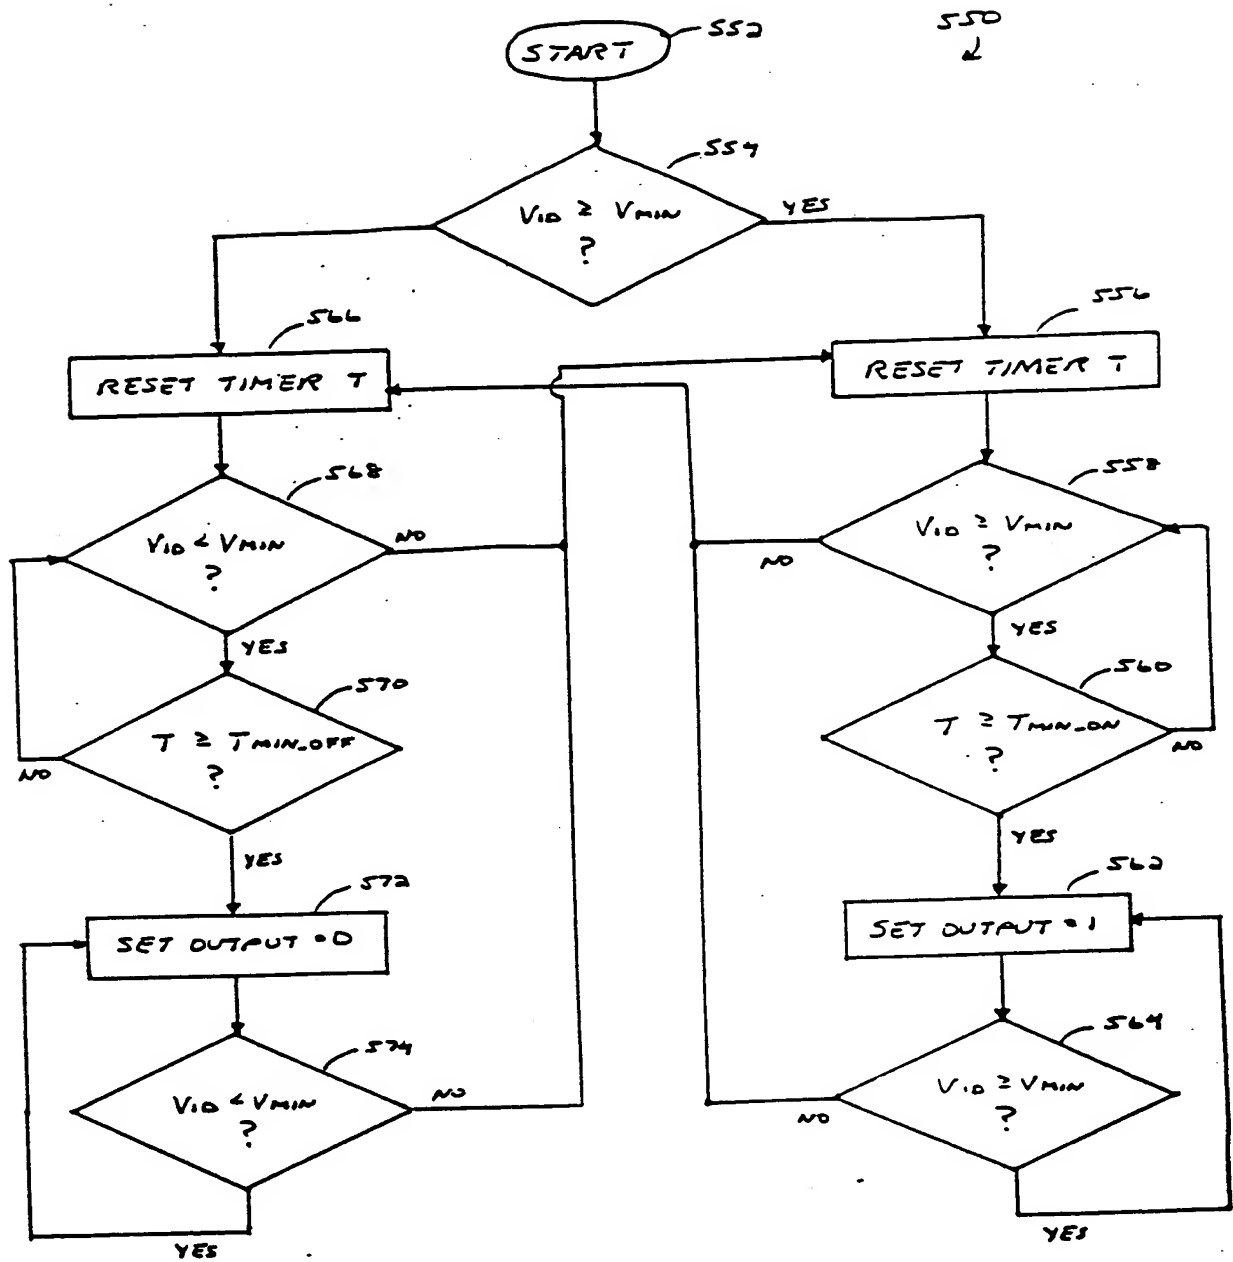 550
552
START
554
VID ≥ VMIN
?
YES
566
RESET TIMER T
556
RESET TIMER T
568
VID < VMIN
?
NO
YES
558
VID ≥ VMIN
?
NO
YES
570
T ≥ TMIN_OFF
?
NO
YES
560
T ≥ TMIN_ON
?
NO
YES
572
SET OUTPUT = 0
562
SET OUTPUT = 1
574
VID < VMIN
?
NO
YES
564
VID ≥ VMIN
?
NO
YES